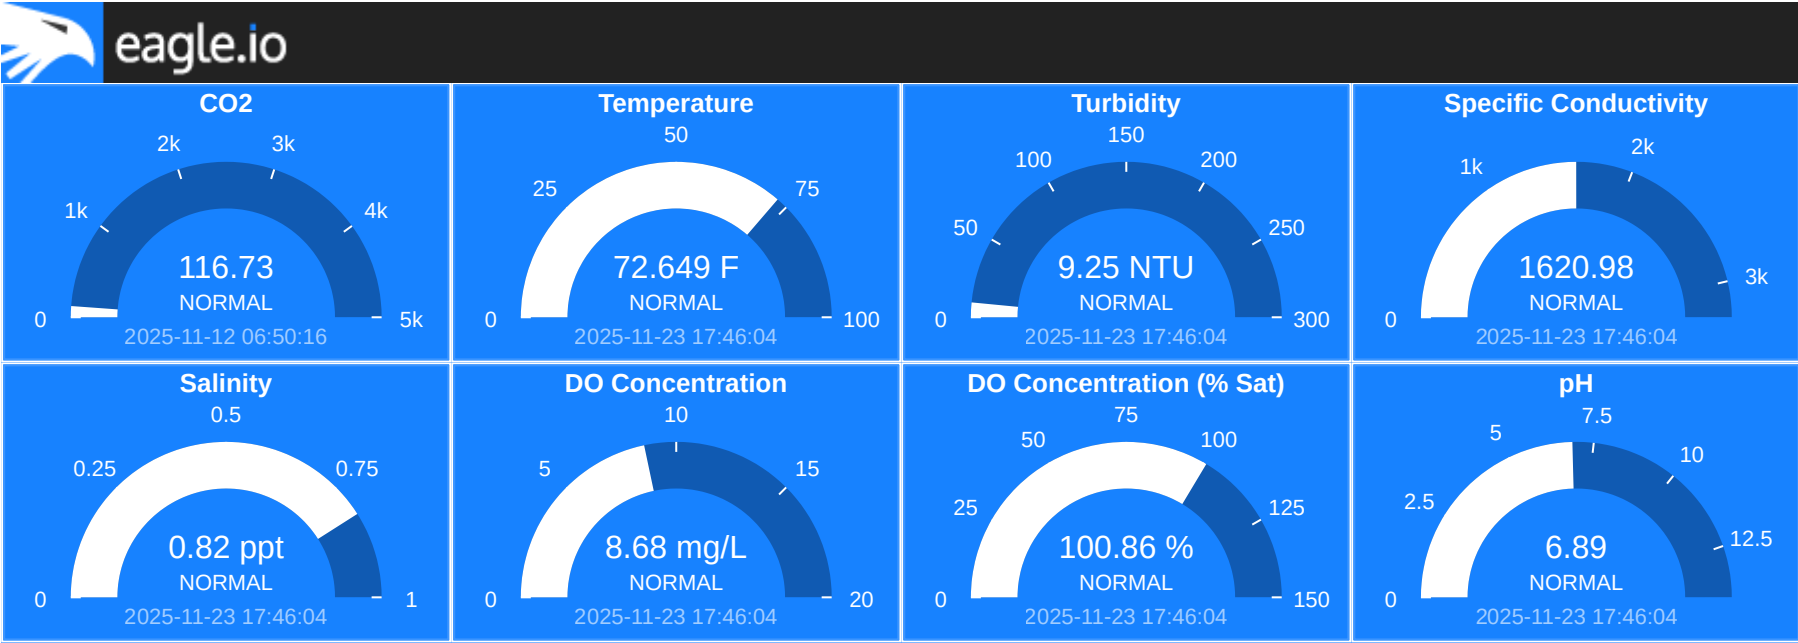 eagle.io
CO2
2k
3k
1k
4k
116.73
NORMAL
0
5k
2025-11-12 06:50:16
Temperature
50
25
75
72.649 F
NORMAL
0
100
2025-11-23 17:46:04
Turbidity
150
100
200
50
250
9.25 NTU
NORMAL
0
300
2025-11-23 17:46:04
Specific Conductivity
2k
1k
3k
1620.98
NORMAL
0
2025-11-23 17:46:04
Salinity
0.5
0.25
0.75
0.82 ppt
NORMAL
0
1
2025-11-23 17:46:04
DO Concentration
10
5
15
8.68 mg/L
NORMAL
0
20
2025-11-23 17:46:04
DO Concentration (% Sat)
75
50
100
25
125
100.86 %
NORMAL
0
150
2025-11-23 17:46:04
pH
7.5
5
10
2.5
12.5
6.89
NORMAL
0
2025-11-23 17:46:04